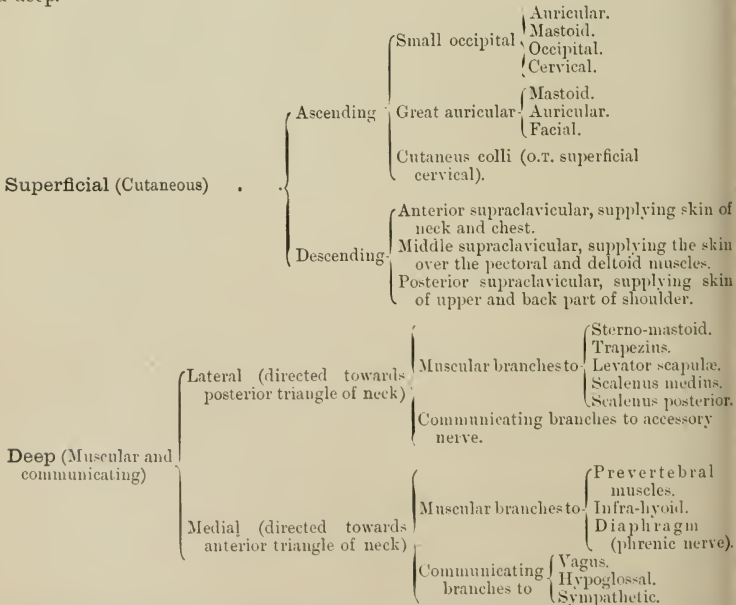 deep.
Auricular.
Mastoid.
Small occipital
Occipital.
Cervical.
Mastoid.
Ascending
Great auricular
Auricular.
Facial.
Cutaneus colli (O.T. superficial
cervical).
Superficial (Cutaneous) . .
Anterior supraclavicular, supplying skin of
neck and chest.
Descending
Middle supraclavicular, supplying the skin
over the pectoral and deltoid muscles.
Posterior supraclavicular, supplying skin
of upper and back part of shoulder.
Sterno-mastoid.
Trapezius.
Lateral (directed towards
posterior triangle of neck)
Muscular branches to
Levator scapulæ.
Scalenus medius.
Scalenus posterior.
Communicating branches to accessory
nerve.
Deep (Muscular and
communicating)
Prevertebral
muscles.
Medial (directed towards
anterior triangle of neck)
Muscular branches to
Infra-hyoid.
Diaphragm
(phrenic nerve).
Communicating
branches to
Vagus.
Hypoglossal.
Sympathetic.